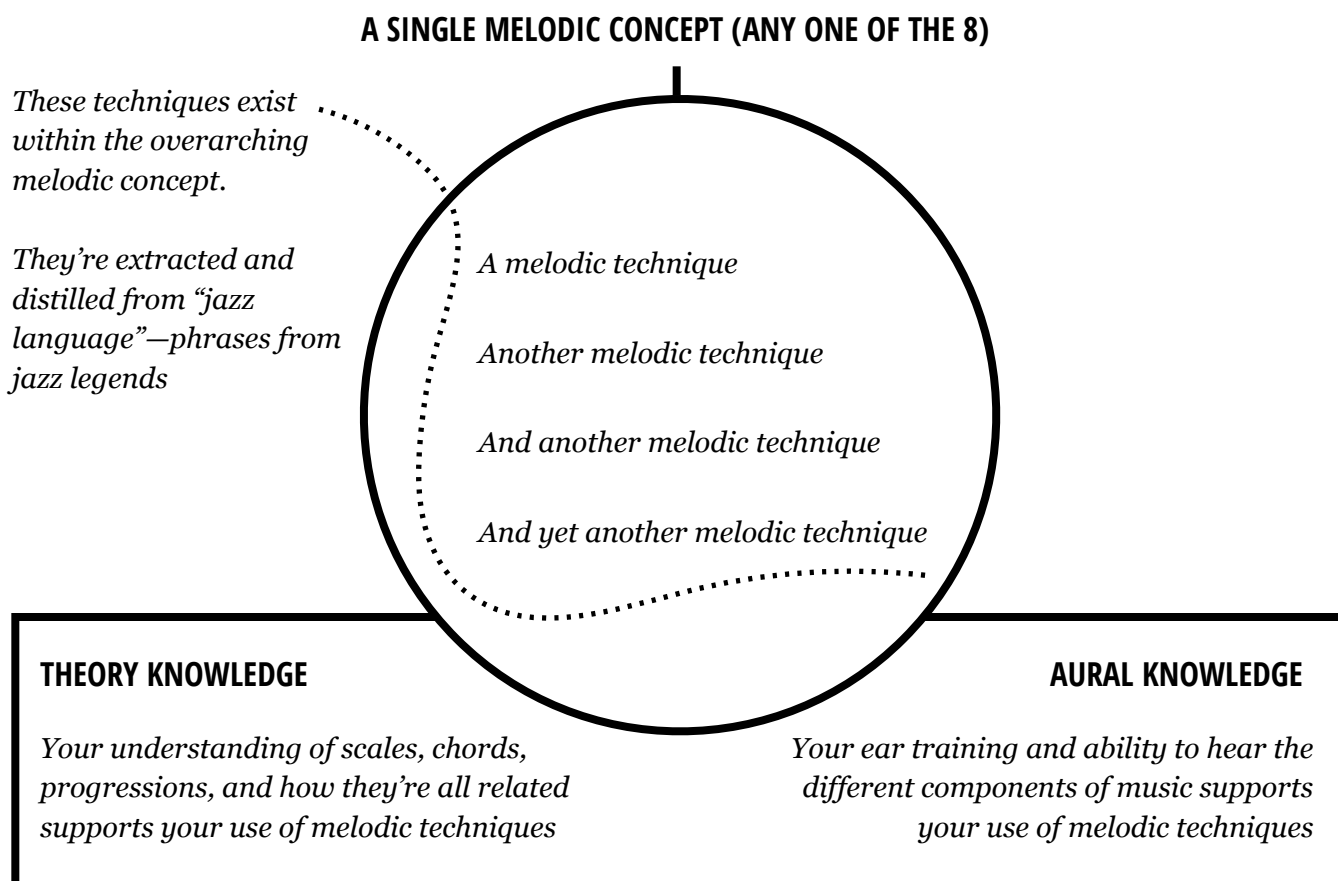 A SINGLE MELODIC CONCEPT (ANY ONE OF THE 8)
These techniques exist
within the overarching
melodic concept.
They’re extracted and
distilled from “jazz
language”—phrases from
jazz legends
A melodic technique
Another melodic technique
And another melodic technique
And yet another melodic technique
THEORY KNOWLEDGE
Your understanding of scales, chords,
progressions, and how they’re all related
supports your use of melodic techniques
AURAL KNOWLEDGE
Your ear training and ability to hear the
different components of music supports
your use of melodic techniques